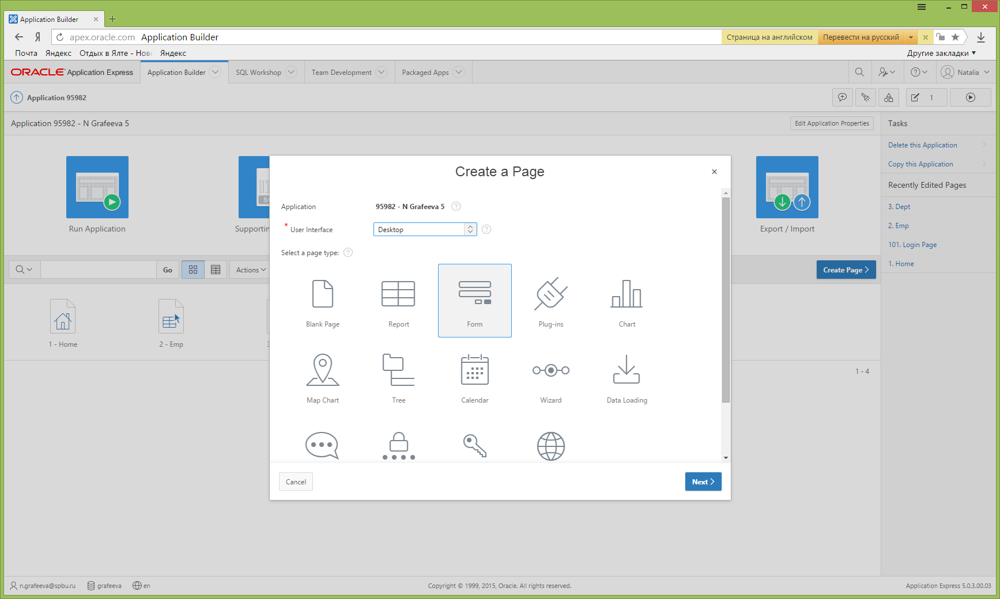 Application Builder
apex.oracle.com Application Builder
Страница на английском
Перевести на русский
Почта Яндекс Отдых в Ялте - Нов Яндекс
Другие закладки
ORACLE Application Express
Application Builder
SQL Workshop
Team Development
Packaged Apps
Natalia
Application 95982
1
Application 95982 - N Grafeeva 5
Edit Application Properties
Tasks
Delete this Application
Copy this Application
Recently Edited Pages
3. Dept
2. Emp
101. Login Page
1. Home
Run Application
Supportin
Export / Import
Go
Actions
Create Page
1 - Home
2 - Emp
1 - 4
Create a Page
Application
95982 - N Grafeeva 5
* User Interface
Desktop
Select a page type:
Blank Page
Report
Form
Plug-ins
Chart
Map Chart
Tree
Calendar
Wizard
Data Loading
Cancel
Next
n.grafeeva@spbu.ru
grafeeva
en
Copyright © 1999, 2015, Oracle. All rights reserved.
Application Express 5.0.3.00.03